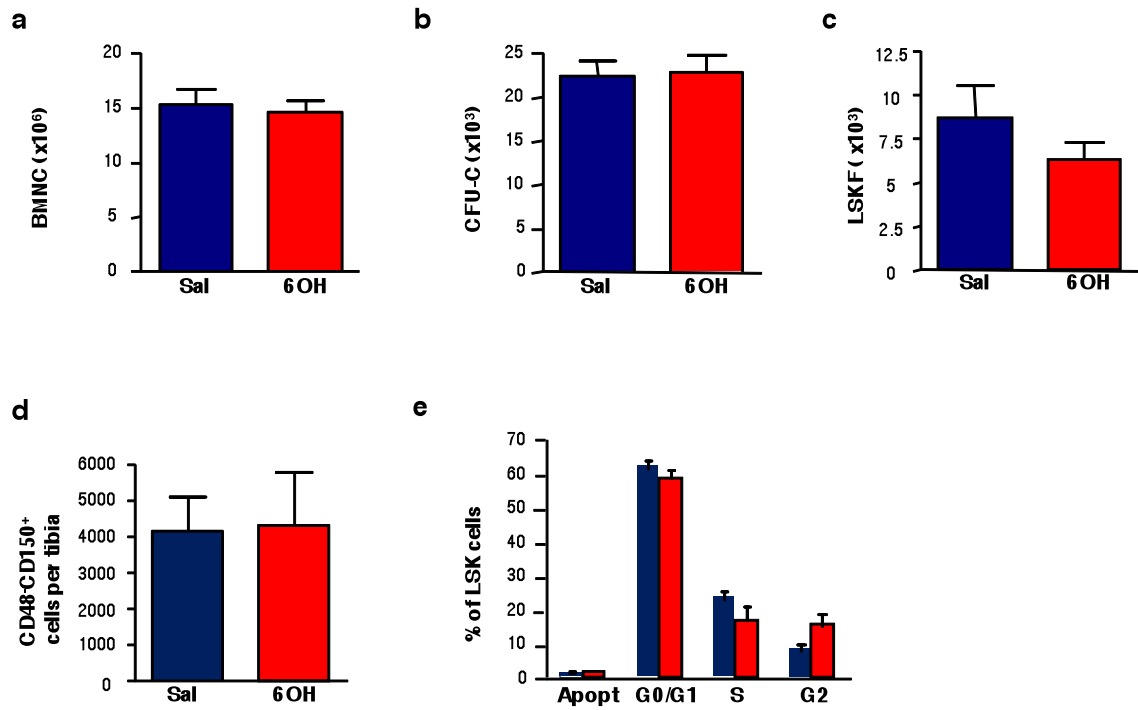 a
BMNC (x10⁶)
20
15
10
5
0
Sal 6OH
b
CFU-C (x10³)
25
20
15
10
5
0
Sal 6OH
c
LSKF ( x10³)
12.5
10
7.5
5
2.5
0
Sal 6OH
d
CD48-CD150+
cells per tibia
6000
5000
4000
3000
2000
1000
0
Sal 6OH
e
% of LSK cells
70
60
50
40
30
20
10
0
Apopt G0/G1 S G2